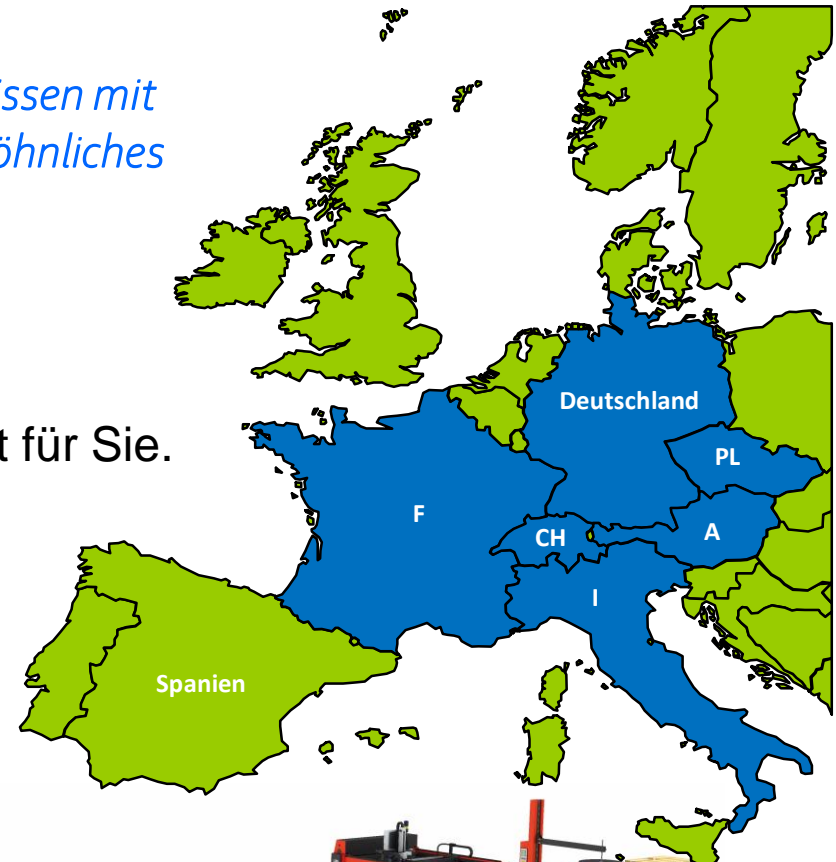 issen mit
öhnliches
t für Sie.
Deutschland
PL
F
CH
A
I
Spanien